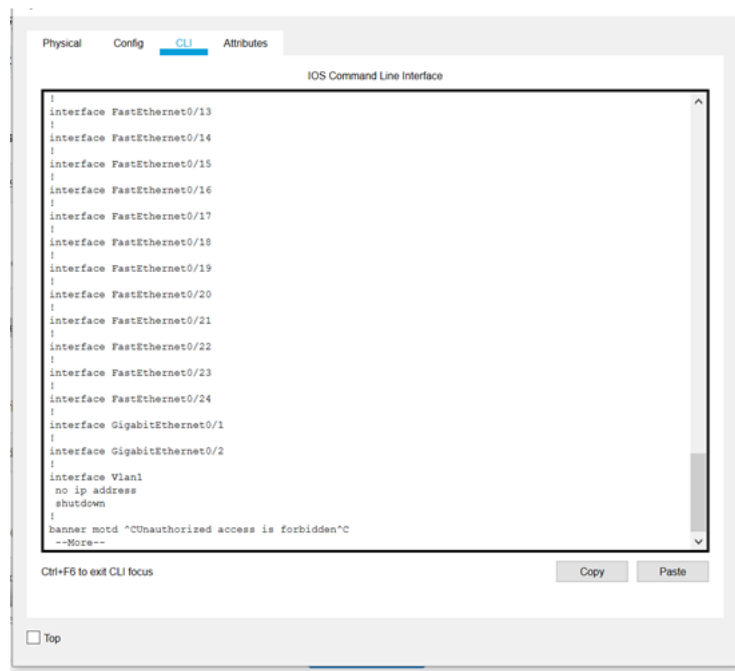 Physical Config CLI Attributes
IOS Command Line Interface
!
interface FastEthernet0/13
!
interface FastEthernet0/14
!
interface FastEthernet0/15
!
interface FastEthernet0/16
!
interface FastEthernet0/17
!
interface FastEthernet0/18
!
interface FastEthernet0/19
!
interface FastEthernet0/20
!
interface FastEthernet0/21
!
interface FastEthernet0/22
!
interface FastEthernet0/23
!
interface FastEthernet0/24
!
interface GigabitEthernet0/1
!
interface GigabitEthernet0/2
!
interface Vlan1
no ip address
shutdown
!
banner motd ^CUnauthorized access is forbidden^C
--More--
Ctrl+F6 to exit CLI focus Copy Paste
Top